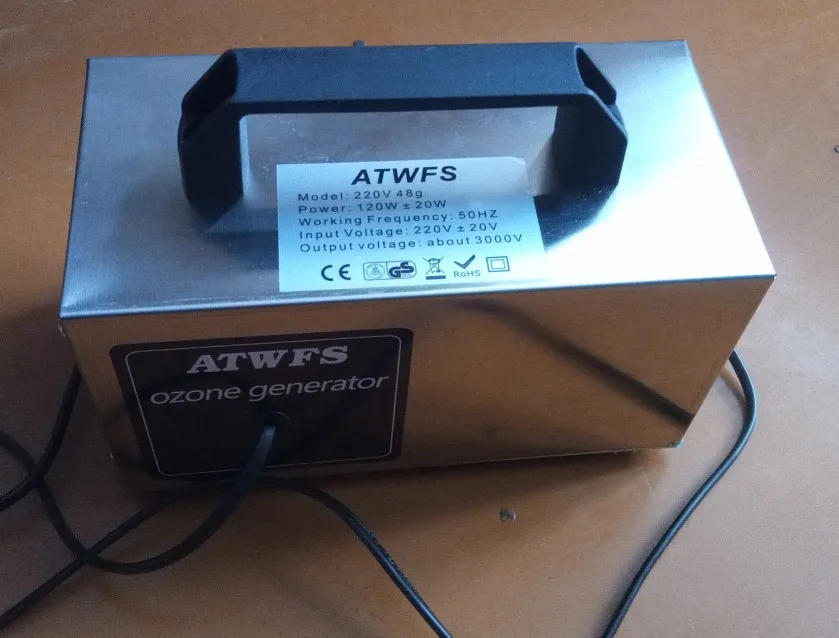 ATWFS
Model: 220V 48g
Power: 120W ± 20W
Working Frequency: 50HZ
Input Voltage: 220V ± 20V
Output voltage: about 3000V
CE GS RoHS
ATWFS
ozone generator